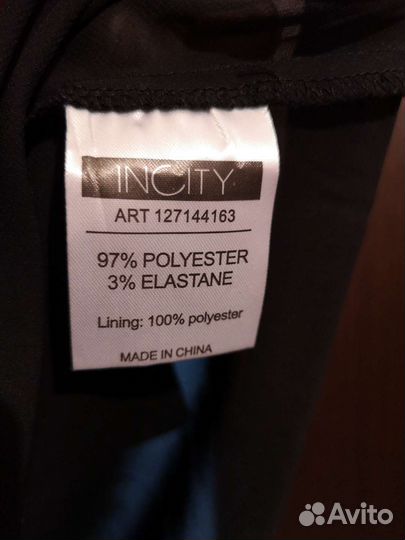 INCITY
ART 127144163
97% POLYESTER
3% ELASTANE
Lining: 100% polyester
MADE IN CHINA
Avito